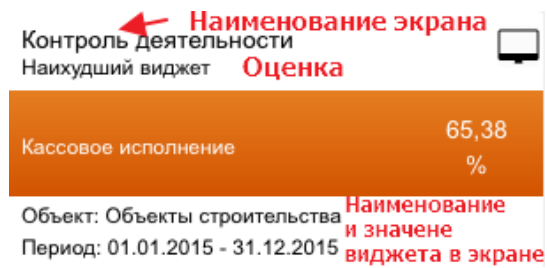 Наименование экрана
Контроль деятельности
Наихудший виджет Оценка
Кассовое исполнение 65,38
%
Объект: Объекты строительства
Период: 01.01.2015 - 31.12.2015
Наименование
и значене
виджета в экране